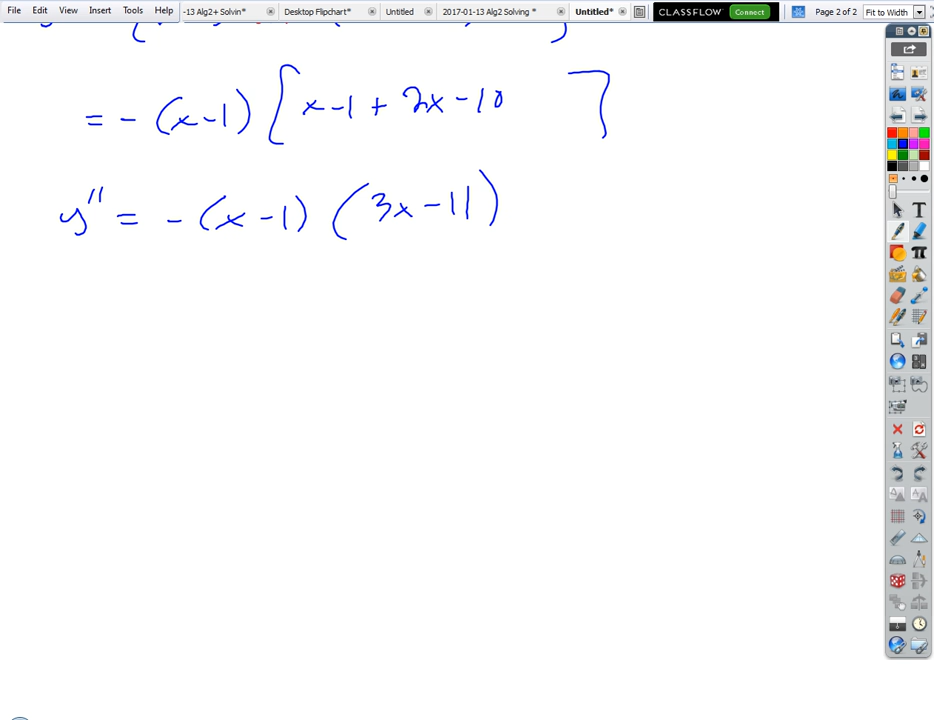 File Edit View Insert Tools Help -13 Alg2+ Solvin* Desktop Flipchart* Untitled 2017-01-13 Alg2 Solving * Untitled* CLASSFLOW Connect Page 2 of 2 Fit to Width
= - (x-1) [ x-1 + 2x-10 ]
y'' = - (x-1) (3x-11)